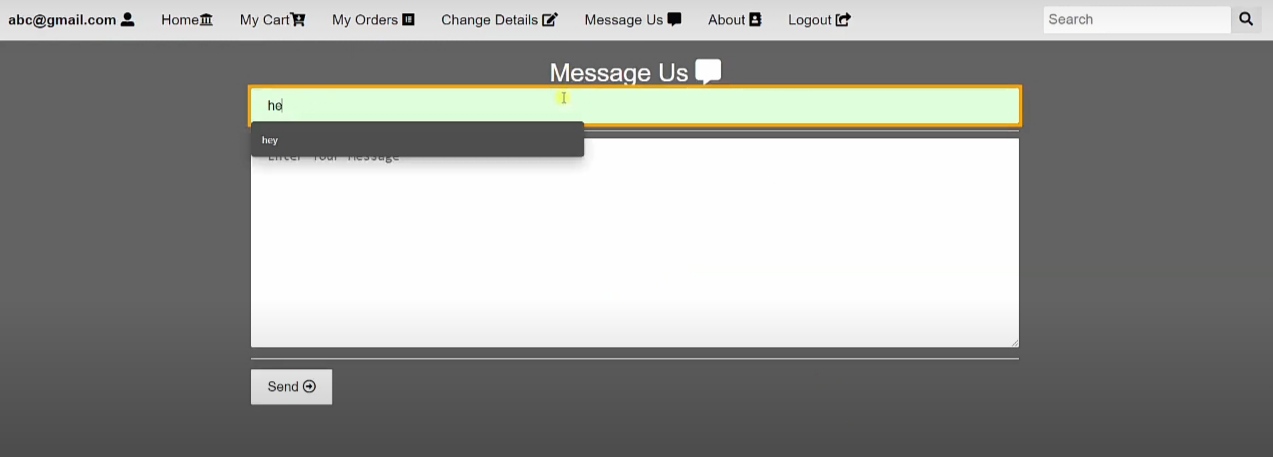 abc@gmail.com Home My Cart My Orders Change Details Message Us About Logout Search
Message Us
he
hey
Enter Your Message
Send